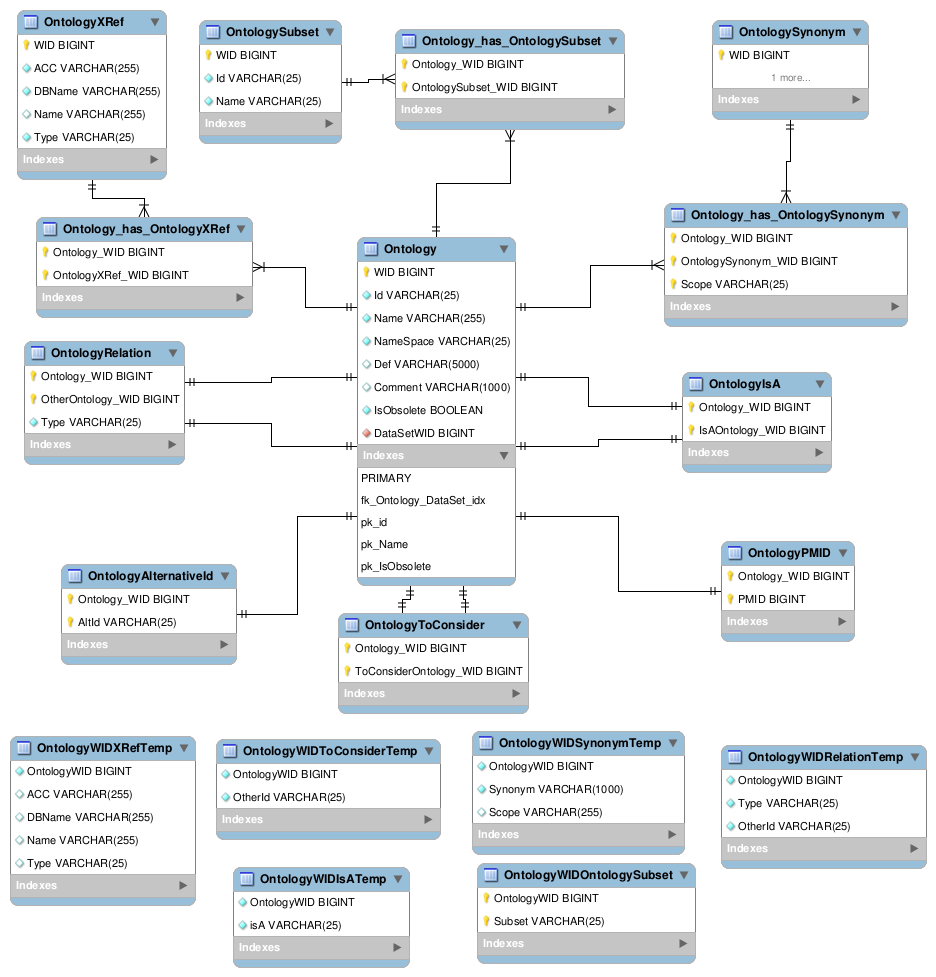 OntologyXRef
WID BIGINT
ACC VARCHAR(255)
DBName VARCHAR(255)
Name VARCHAR(255)
Type VARCHAR(25)
Indexes
OntologySubset
WID BIGINT
Id VARCHAR(25)
Name VARCHAR(25)
Indexes
Ontology_has_OntologySubset
Ontology_WID BIGINT
OntologySubset_WID BIGINT
Indexes
OntologySynonym
WID BIGINT
1 more...
Indexes
Ontology_has_OntologyXRef
Ontology_WID BIGINT
OntologyXRef_WID BIGINT
Indexes
Ontology
WID BIGINT
Id VARCHAR(25)
Name VARCHAR(255)
NameSpace VARCHAR(25)
Def VARCHAR(5000)
Comment VARCHAR(1000)
IsObsolete BOOLEAN
DataSetWID BIGINT
Indexes
PRIMARY
fk_Ontology_DataSet_idx
pk_id
pk_Name
pk_IsObsolete
Ontology_has_OntologySynonym
Ontology_WID BIGINT
OntologySynonym_WID BIGINT
Scope VARCHAR(25)
Indexes
OntologyRelation
Ontology_WID BIGINT
OtherOntology_WID BIGINT
Type VARCHAR(25)
Indexes
OntologyIsA
Ontology_WID BIGINT
IsAOntology_WID BIGINT
Indexes
OntologyAlternativeId
Ontology_WID BIGINT
AltId VARCHAR(25)
Indexes
OntologyToConsider
Ontology_WID BIGINT
ToConsiderOntology_WID BIGINT
Indexes
OntologyPMID
Ontology_WID BIGINT
PMID BIGINT
Indexes
OntologyWIDXRefTemp
OntologyWID BIGINT
ACC VARCHAR(255)
DBName VARCHAR(255)
Name VARCHAR(255)
Type VARCHAR(25)
Indexes
OntologyWIDToConsiderTemp
OntologyWID BIGINT
OtherId VARCHAR(25)
Indexes
OntologyWIDSynonymTemp
OntologyWID BIGINT
Synonym VARCHAR(1000)
Scope VARCHAR(255)
Indexes
OntologyWIDRelationTemp
OntologyWID BIGINT
Type VARCHAR(25)
OtherId VARCHAR(25)
Indexes
OntologyWIDIsATemp
OntologyWID BIGINT
isA VARCHAR(25)
Indexes
OntologyWIDOntologySubset
OntologyWID BIGINT
Subset VARCHAR(25)
Indexes